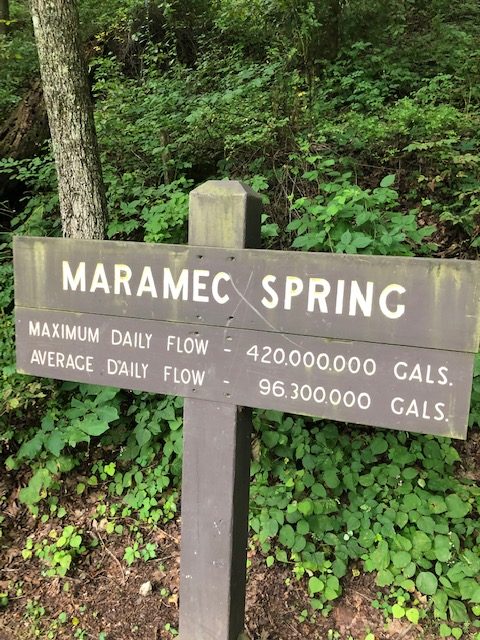 MARAMEC SPRING
MAXIMUM DAILY FLOW - 420.000.000 GALS.
AVERAGE DAILY FLOW - 96.300.000 GALS.